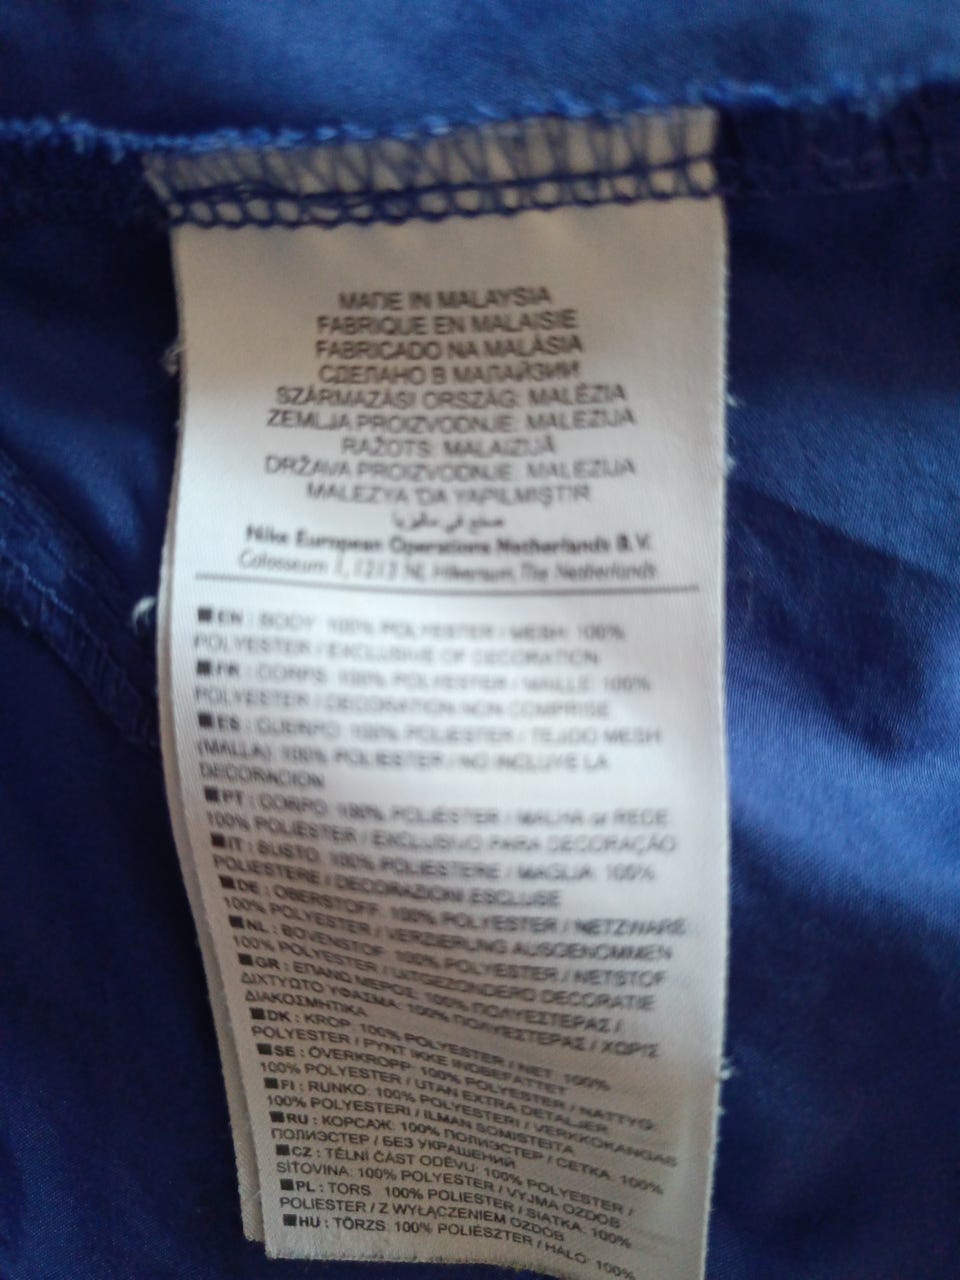 MADE IN MALAYSIA
FABRIQUE EN MALAISIE
FABRICADO NA MALÁSIA
СДЕЛАНО В МАЛАЙЗИИ
SZÁRMAZÁSI ORSZÁG: MALÉZIA
ZEMLJA PROIZVODNJE: MALEZIJA
RAŽOTS: MALAIZIJĀ
DRŽAVA PROIZVODNJE: MALEZIJA
MALEZYA'DA YAPILMIŞTIR
صنع في ماليزيا
Nike European Operations Netherlands B.V.
Colosseum 1, 1213 NL Hilversum, The Netherlands
■EN : BODY: 100% POLYESTER / MESH: 100%
POLYESTER / EXCLUSIVE OF DECORATION
■FR : CORPS: 100% POLYESTER / MAILLE: 100%
POLYESTER / DECORATION NON COMPRISE
■ES : CUERPO: 100% POLIESTER / TEJIDO MESH
(MALLA): 100% POLIESTER / NO INCLUYE LA
DECORACION
■PT : CORPO: 100% POLIESTER / MALHA or REDE:
100% POLIESTER / EXCLUSIVO PARA DECORAÇÃO
■IT : BUSTO: 100% POLIESTERE / MAGLIA: 100%
POLIESTERE / DECORAZIONI ESCLUSE
■DE : OBERSTOFF: 100% POLYESTER / NETZWARE:
100% POLYESTER / VERZIERUNG AUSGENOMMEN
■NL : BOVENSTOF: 100% POLYESTER / NETSTOF:
100% POLYESTER / UITGEZONDERD DECORATIE
■GR : ΕΠΑΝΩ ΜΕΡΟΣ: 100% ΠΟΛΥΕΣΤΕΡΑΣ /
ΔΙΧΤΥΩΤΟ ΥΦΑΣΜΑ: 100% ΠΟΛΥΕΣΤΕΡΑΣ / ΧΩΡΙΣ
ΔΙΑΚΟΣΜΗΤΙΚΑ
■DK : KROP: 100% POLYESTER / NET: 100%
POLYESTER / PYNT IKKE INDBEFATTET
■SE : ÖVERKROPP: 100% POLYESTER / NÄTTYG:
100% POLYESTER / UTAN EXTRA DETALJER
■FI : RUNKO: 100% POLYESTERI / VERKKOKANGAS:
100% POLYESTERI / ILMAN SOMISTEITA
■RU : КОРСАЖ: 100% ПОЛИЭСТЕР / СЕТКА: 100%
ПОЛИЭСТЕР / БЕЗ УКРАШЕНИЙ
■CZ : TĚLNÍ ČÁST ODĚVU: 100% POLYESTER /
SÍŤOVINA: 100% POLYESTER / VYJMA OZDOB
■PL : TORS: 100% POLIESTER / SIATKA: 100%
POLIESTER / Z WYŁĄCZENIEM OZDÓB
■HU : TÖRZS: 100% POLIÉSZTER / HÁLÓ: 100%